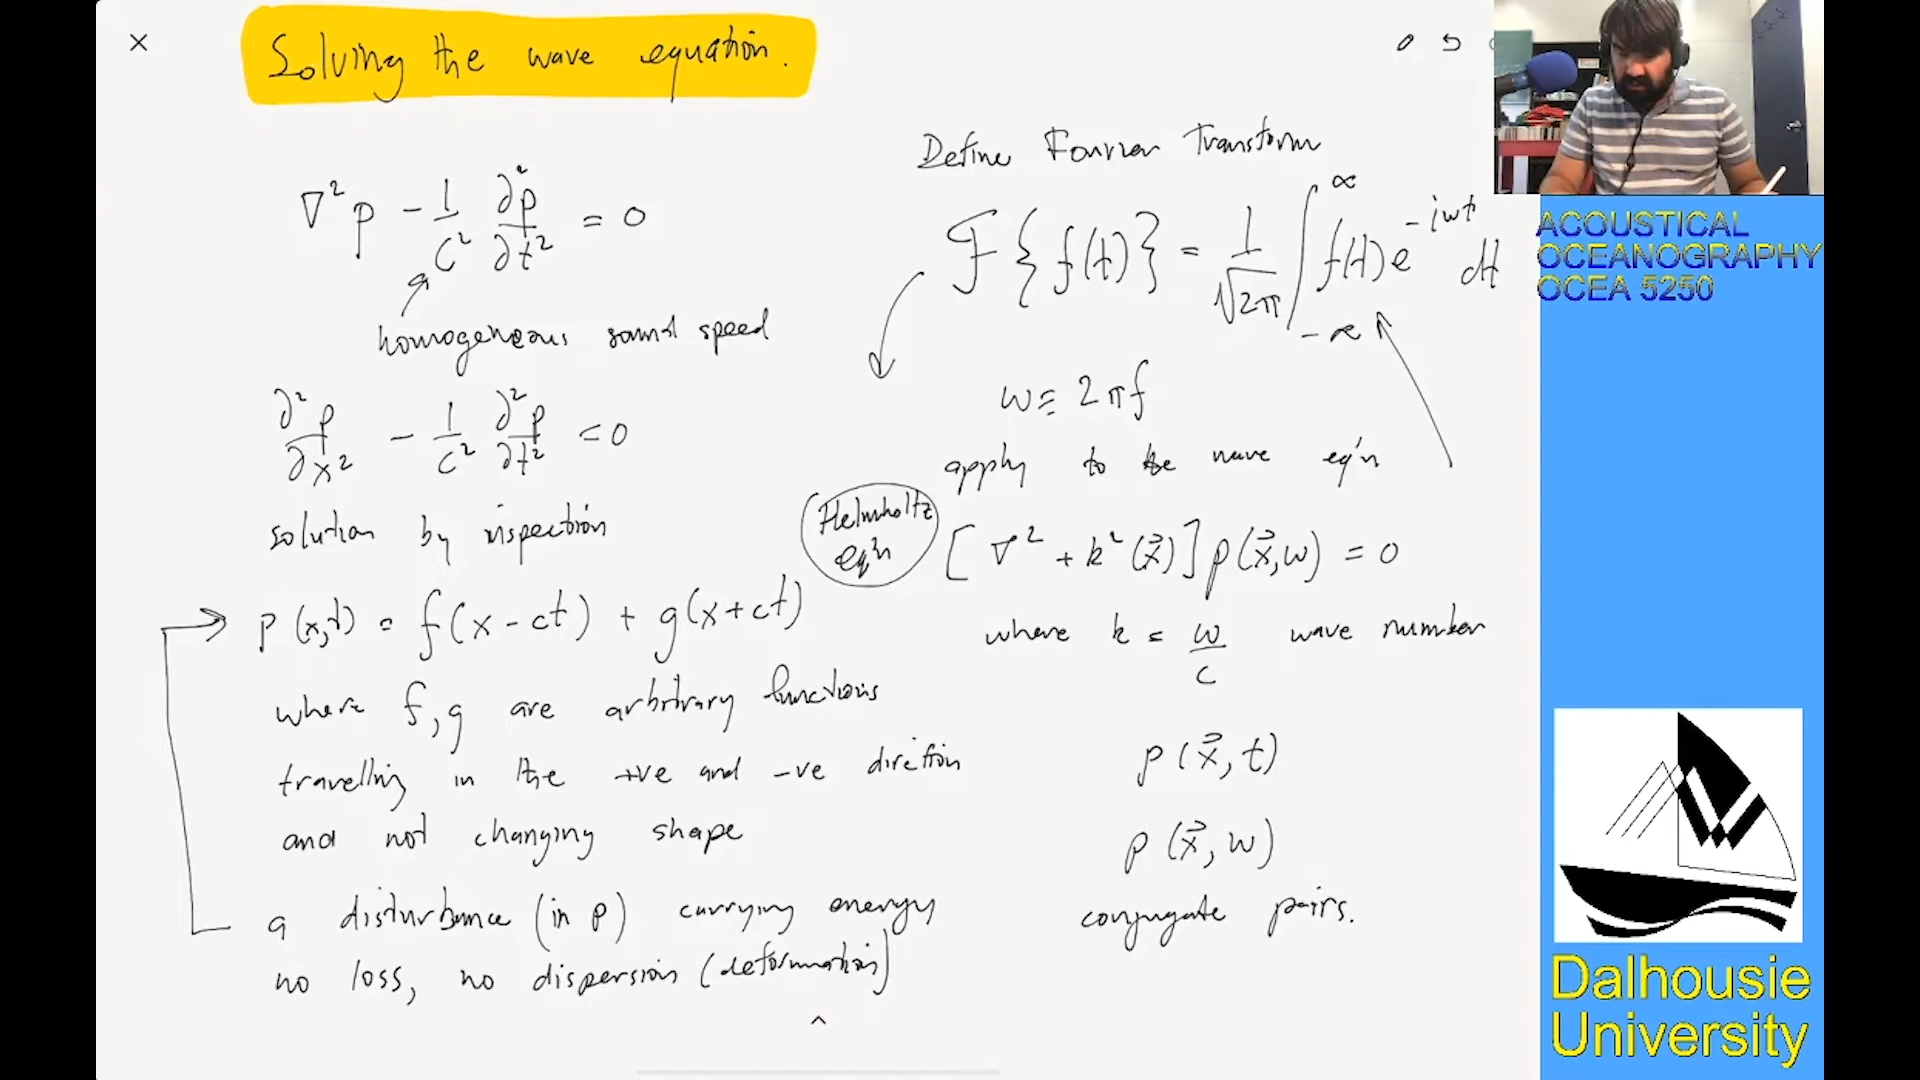 Solving the wave equation.
∇² p - 1/c² ∂²p/∂t² = 0
homogeneous sound speed
∂²p/∂x² - 1/c² ∂²p/∂t² = 0
solution by inspection
p(x,t) = f(x-ct) + g(x+ct)
where f,g are arbitrary functions
travelling in the +ve and -ve direction
and not changing shape
a disturbance (in p) carrying energy
no loss, no dispersion (deformation)
Define Fourier Transform
F{f(t)} = 1/√2π ∫_{-∞}^{∞} f(t) e^{-iωt} dt
ω ≡ 2πf
apply to the wave eq'n
Helmholtz
eq'n
[∇² + k²(x⃗)] p(x⃗,ω) = 0
where k = ω/c wave number
p(x⃗,t)
p(x⃗,ω)
conjugate pairs.
ACOUSTICAL
OCEANOGRAPHY
OCEA 5250
Dalhousie
University